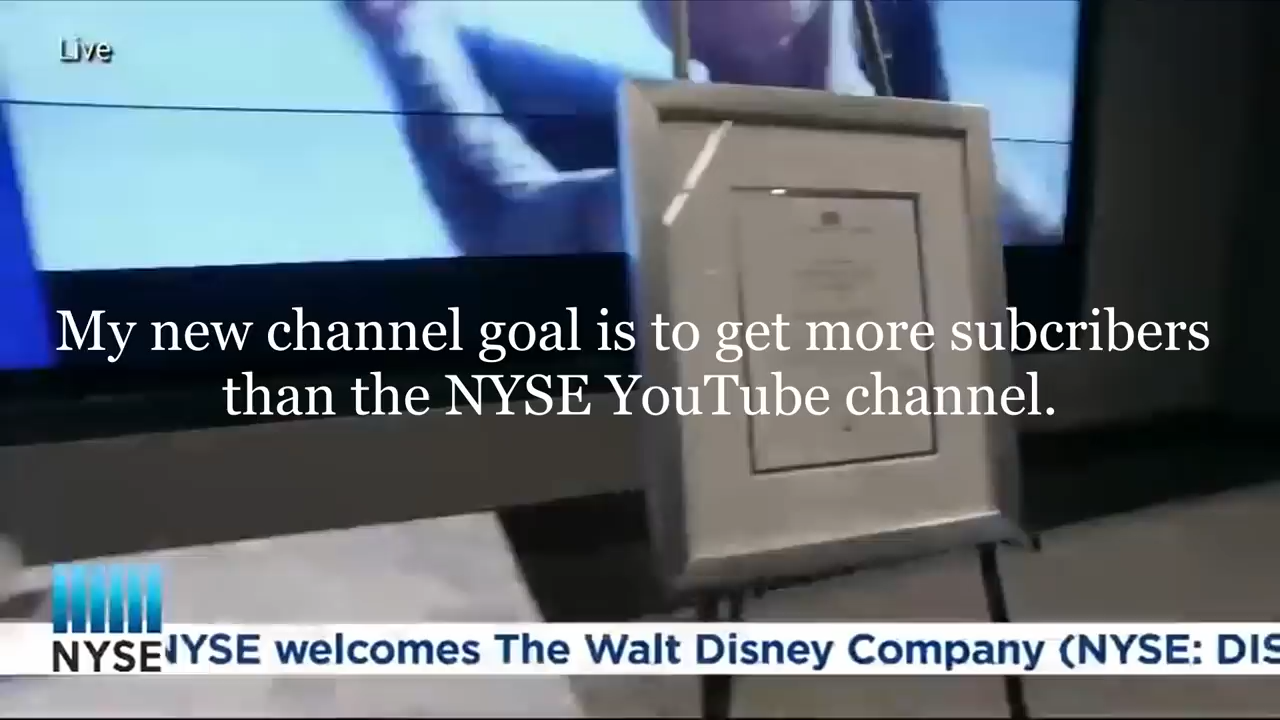 Live
My new channel goal is to get more subcribers
than the NYSE YouTube channel.
NYSE
NYSE welcomes The Walt Disney Company (NYSE: DIS